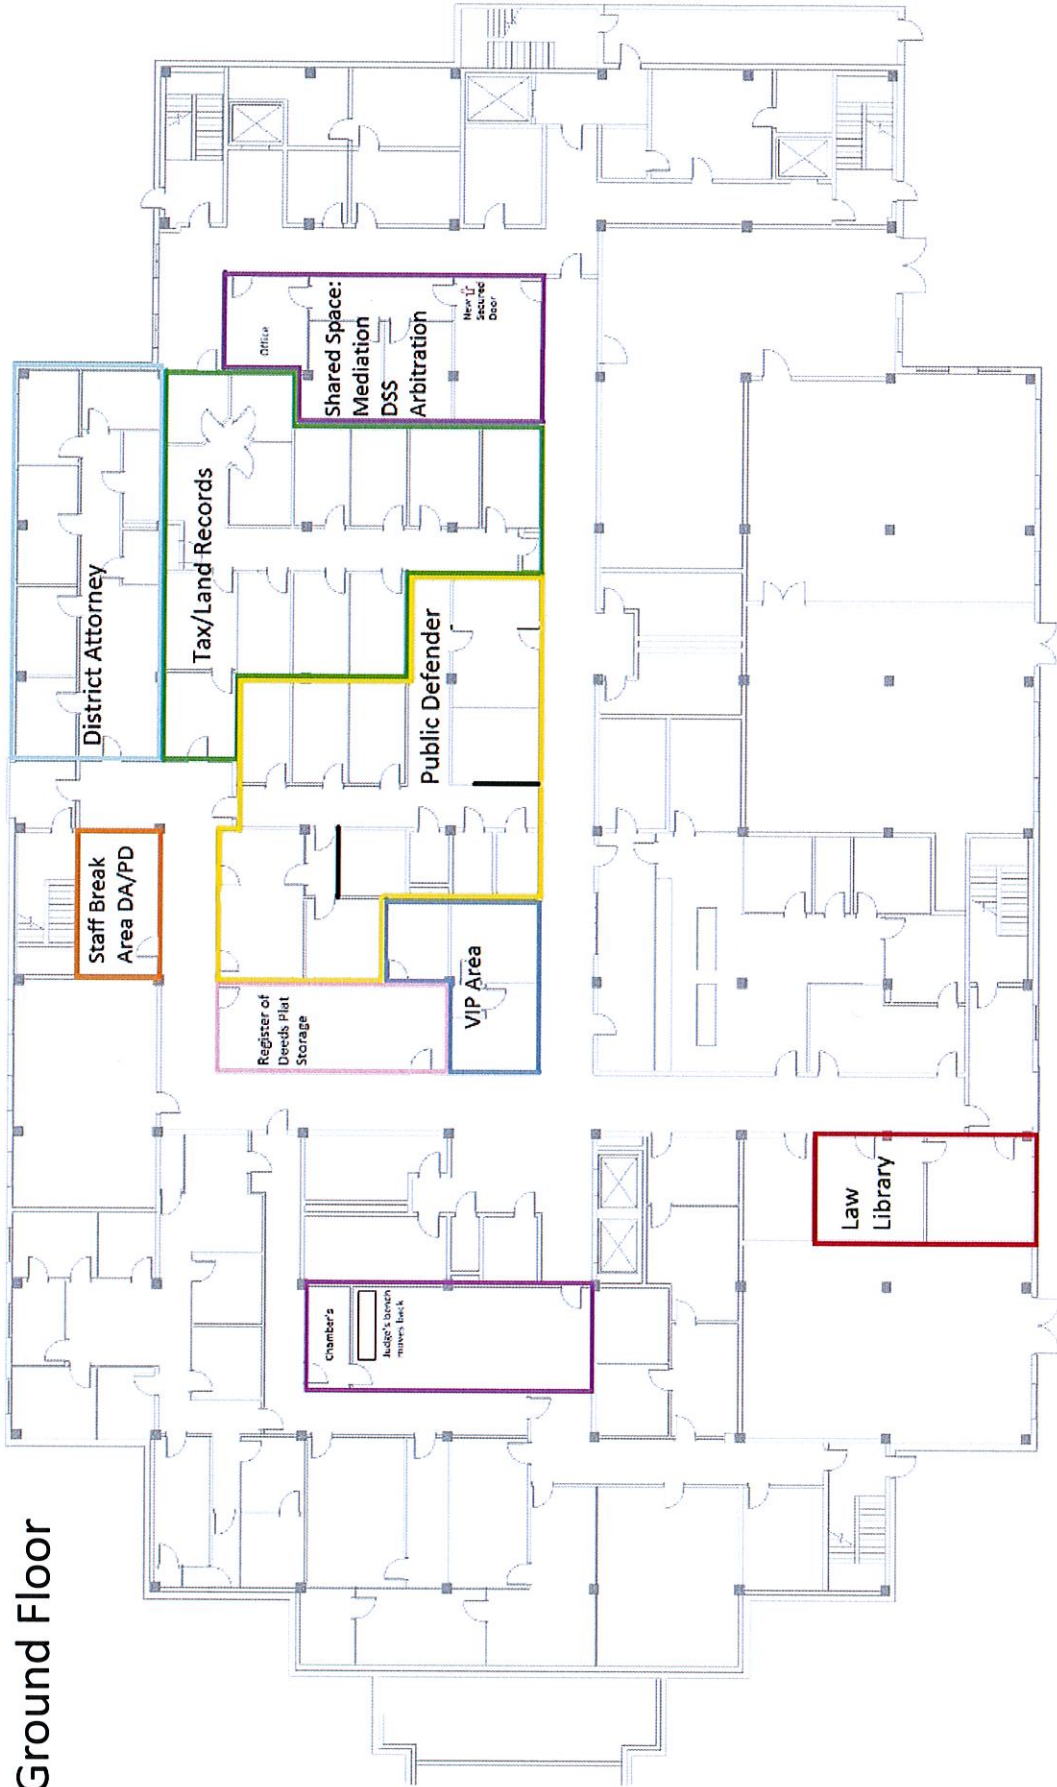 Ground Floor
Staff Break
Area DA/PD
District Attorney
Tax/Land Records
Office
Shared Space:
Mediation
DSS
Arbitration
New
Secured
Door
Public Defender
Register of
Deeds Plat
Storage
VIP Area
Chamber's
Judge's bench
moves back
Law
Library